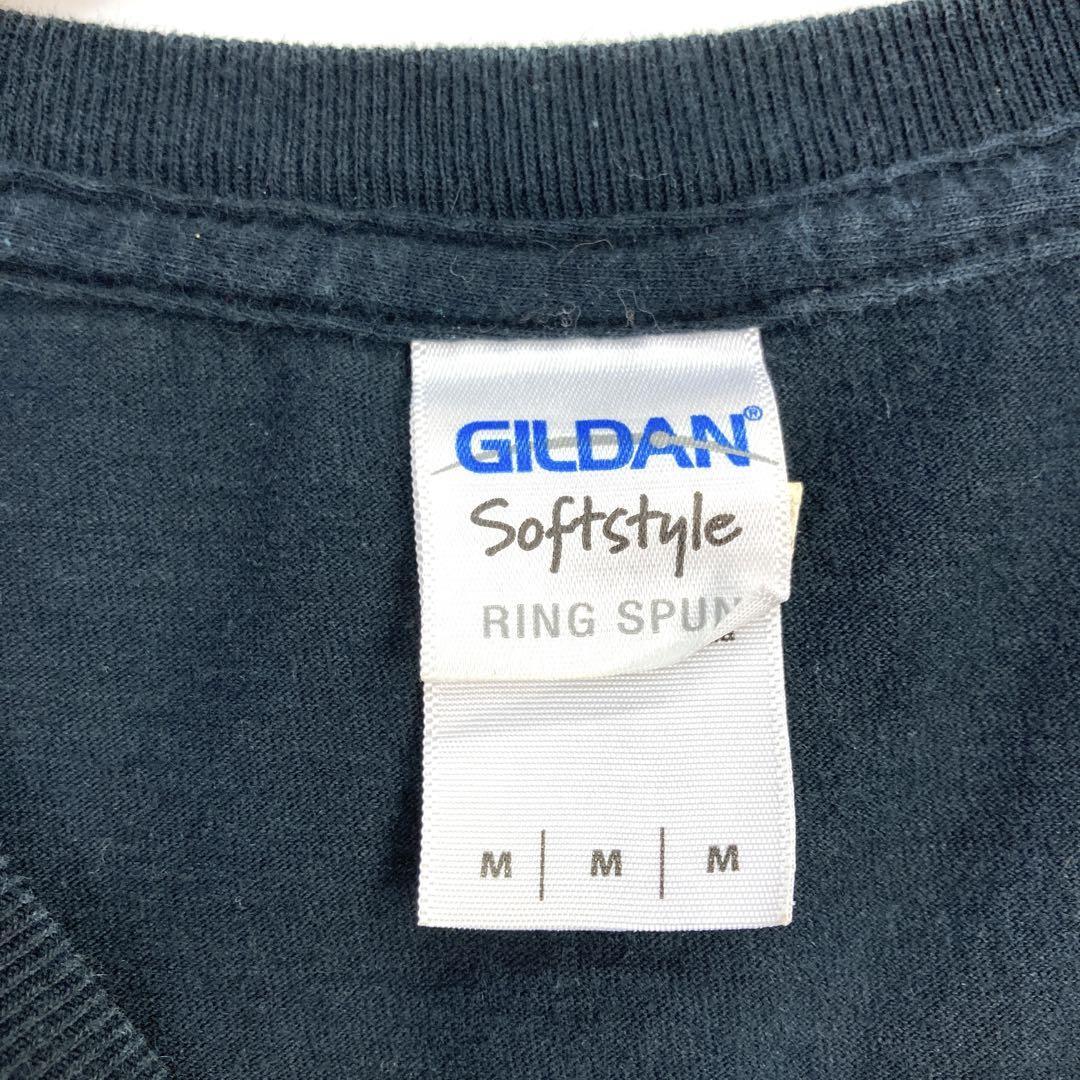 GILDAN®
Softstyle
RING SPUN
M | M | M